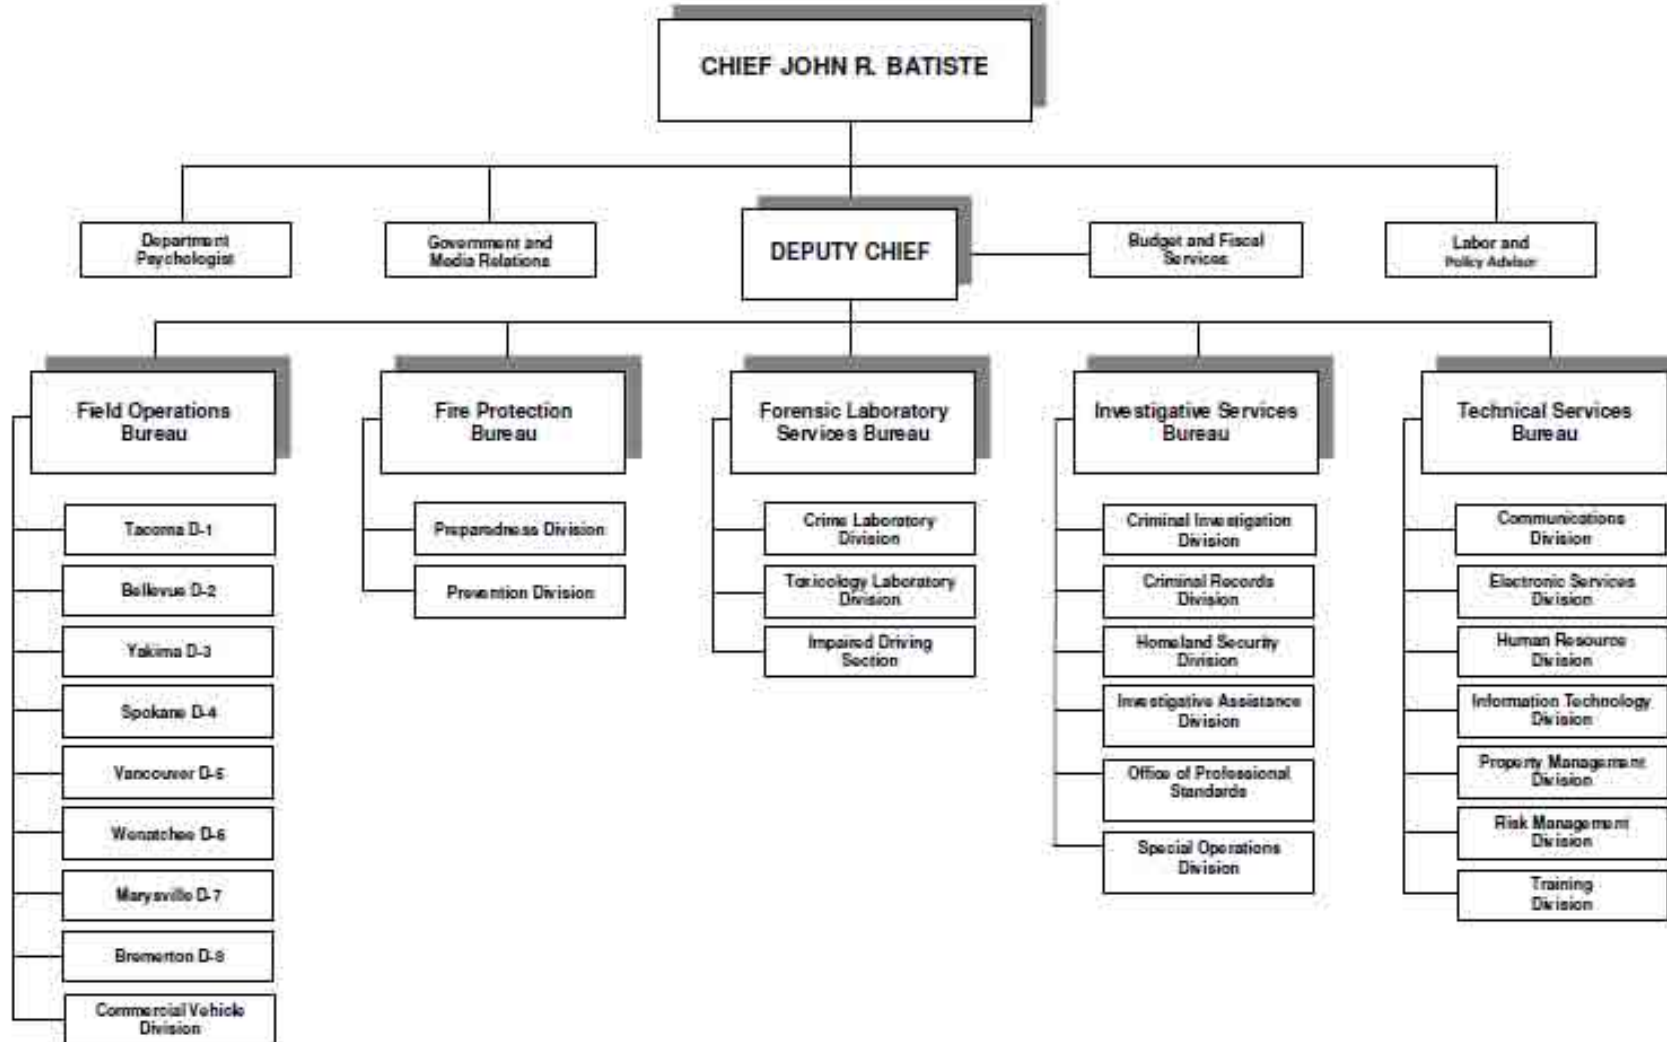 CHIEF JOHN R. BATISTE
Department
Psychologist
Government and
Media Relations
DEPUTY CHIEF
Budget and Fiscal
Services
Labor and
Policy Advisor
Field Operations
Bureau
Tacoma D-1
Bellevue D-2
Yakima D-3
Spokane D-4
Vancouver D-5
Wenatchee D-6
Marysville D-7
Bremerton D-8
Commercial Vehicle
Division
Fire Protection
Bureau
Preparedness Division
Prevention Division
Forensic Laboratory
Services Bureau
Crime Laboratory
Division
Toxicology Laboratory
Division
Impaired Driving
Section
Investigative Services
Bureau
Criminal Investigation
Division
Criminal Records
Division
Homeland Security
Division
Investigative Assistance
Division
Office of Professional
Standards
Special Operations
Division
Technical Services
Bureau
Communications
Division
Electronic Services
Division
Human Resource
Division
Information Technology
Division
Property Management
Division
Risk Management
Division
Training
Division